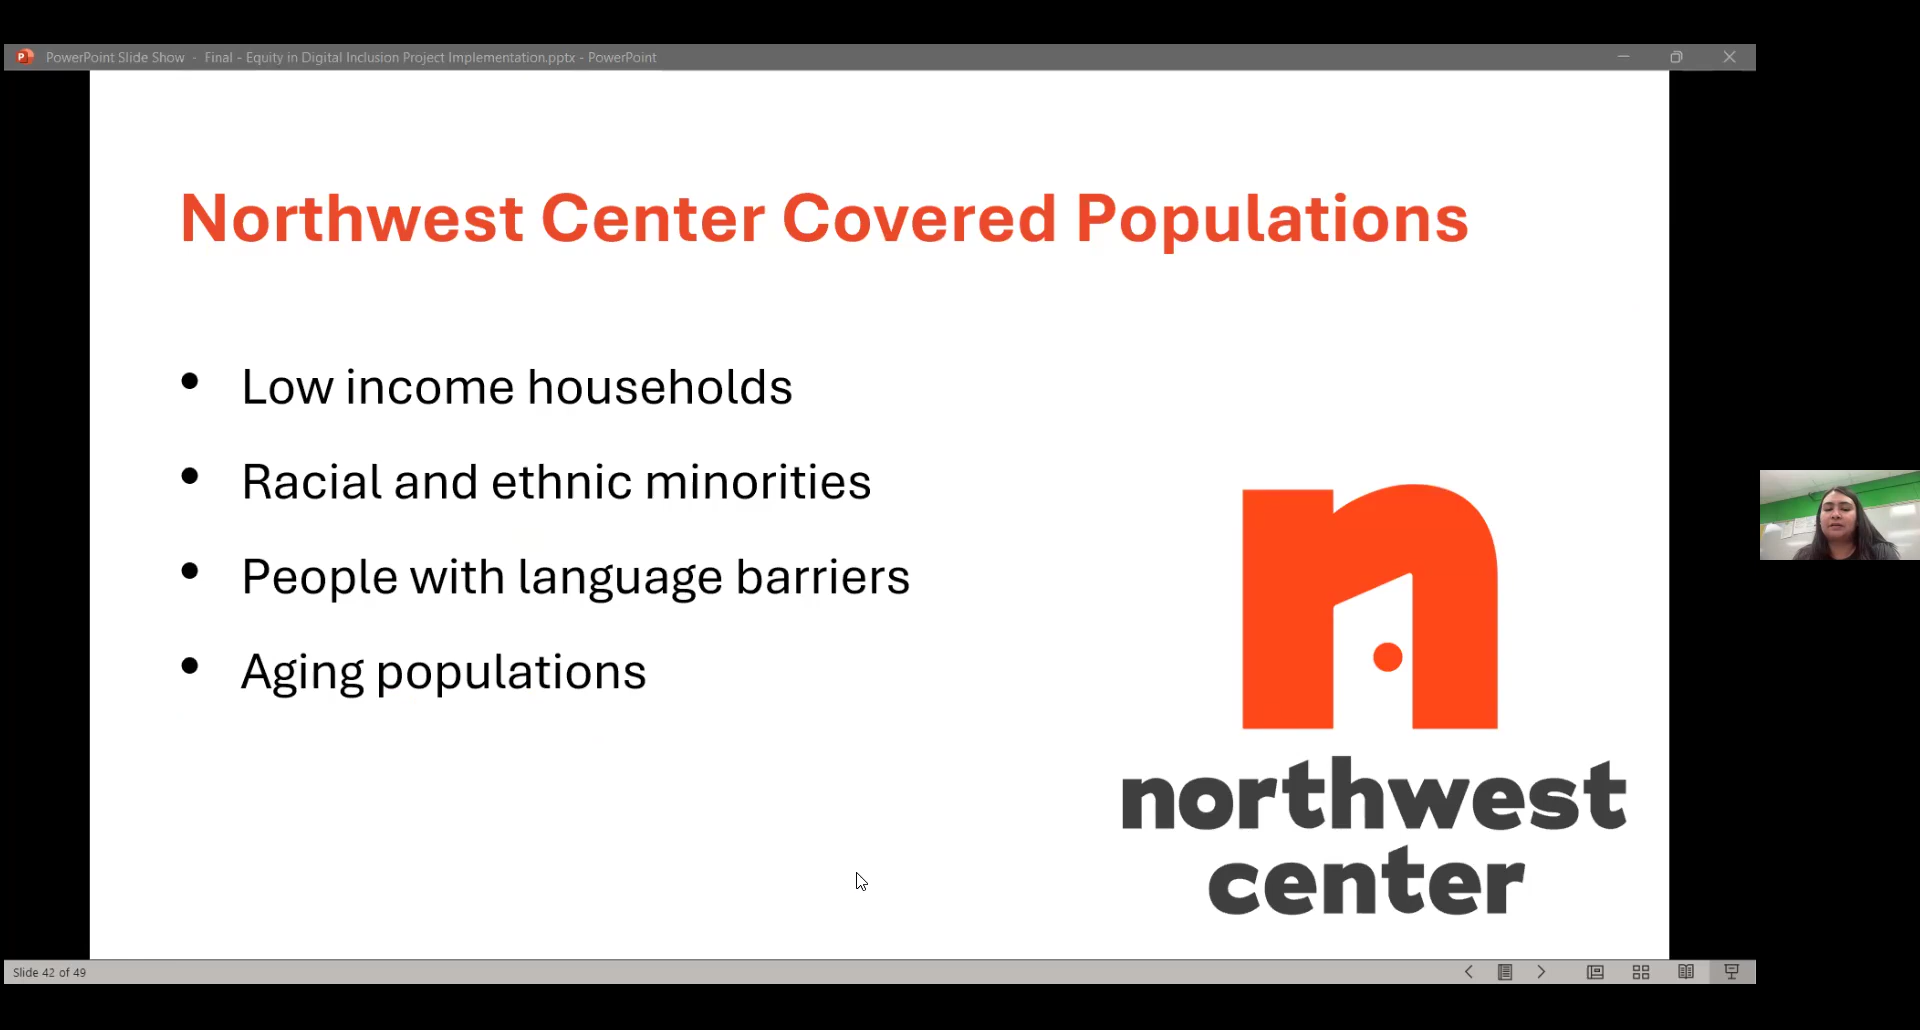 PowerPoint Slide Show - Final - Equity in Digital Inclusion Project Implementation.pptx - PowerPoint
Northwest Center Covered Populations
• Low income households
• Racial and ethnic minorities
• People with language barriers
• Aging populations
northwest
center
Slide 42 of 49